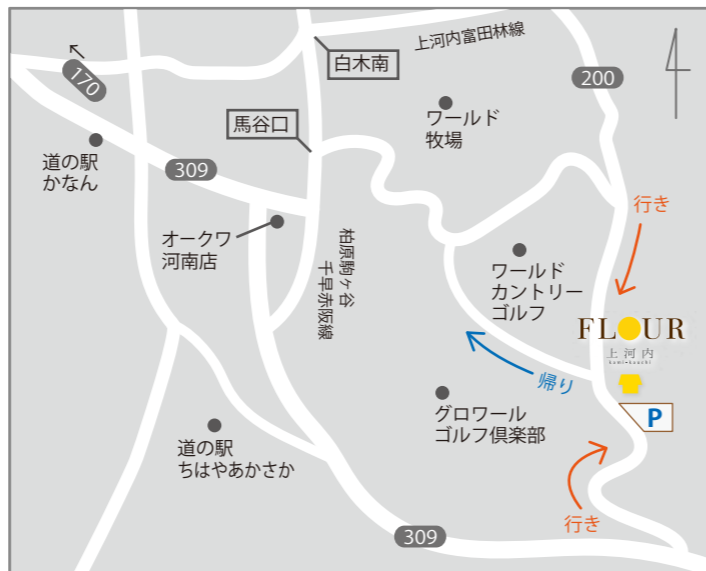 上河内富田林線
白木南
170
200
ワールド
牧場
馬谷口
道の駅
かなん
309
行き
オークワ
河南店
柏原駒ヶ谷
千早赤阪線
ワールド
カントリー
ゴルフ
FLOUR
上河内
kami-kauchi
帰り
グロワール
ゴルフ倶楽部
P
道の駅
ちはやあかさか
行き
309